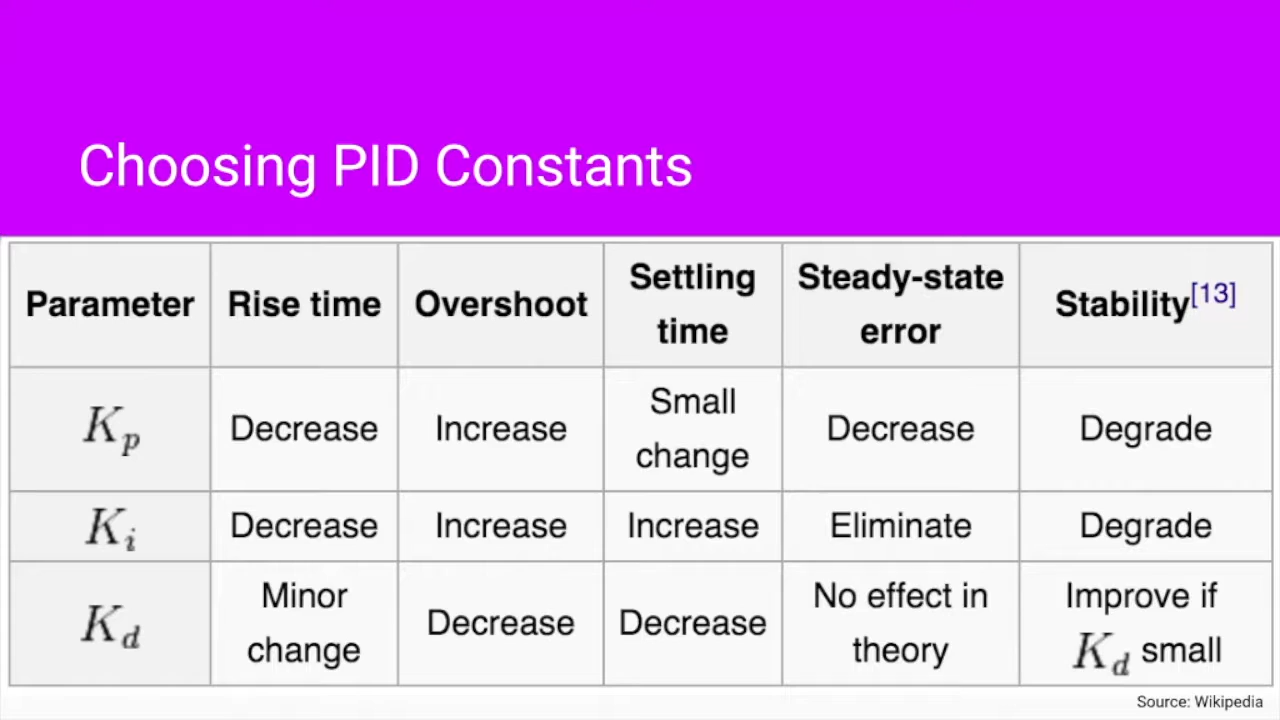 Choosing PID Constants
Parameter Rise time Overshoot Settling time Steady-state error Stability[13]
Kp Decrease Increase Small change Decrease Degrade
Ki Decrease Increase Increase Eliminate Degrade
Kd Minor change Decrease Decrease No effect in theory Improve if Kd small
Source: Wikipedia